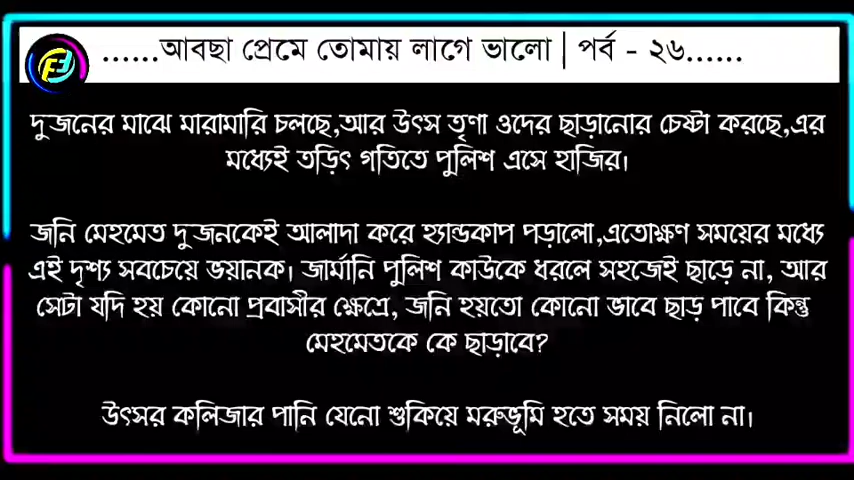 ......আবছা প্রেমে তোমায় লাগে ভালো | পর্ব - ২৬......
দুজনের মাঝে মারামারি চলছে,আর উৎস তৃণা ওদের ছাড়ানোর চেষ্টা করছে,এর
মধ্যেই তড়িৎ গতিতে পুলিশ এসে হাজির।
জনি মেহমেত দুজনকেই আলাদা করে হ্যান্ডকাপ পড়ালো,এতোক্ষণ সময়ের মধ্যে
এই দৃশ্য সবচেয়ে ভয়ানক। জার্মানি পুলিশ কাউকে ধরলে সহজেই ছাড়ে না, আর
সেটা যদি হয় কোনো প্রবাসীর ক্ষেত্রে, জনি হয়তো কোনো ভাবে ছাড় পাবে কিন্তু
মেহমেতকে কে ছাড়াবে?
উৎসর কলিজার পানি যেনো শুকিয়ে মরুভূমি হতে সময় নিলো না।